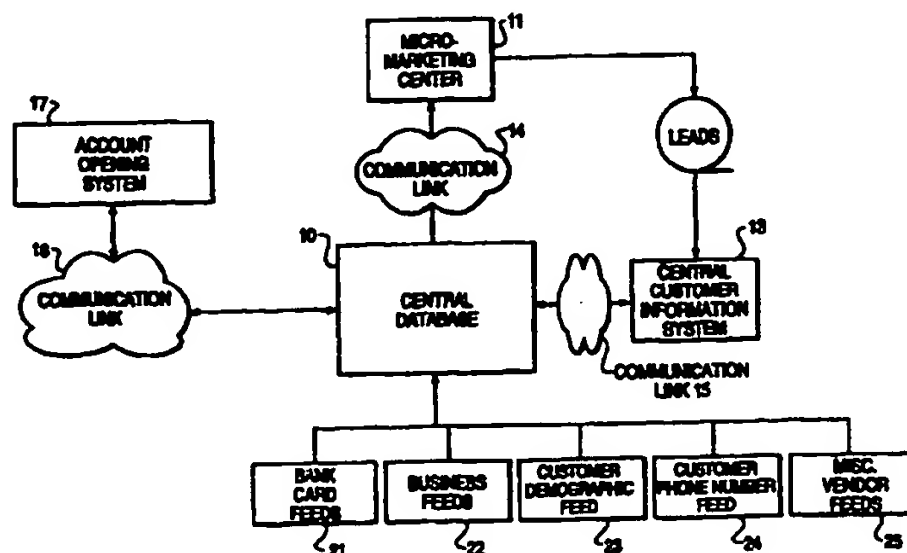 11
MICRO-
MARKETING
CENTER
17
ACCOUNT
OPENING
SYSTEM
14
COMMUNICATION
LINK
LEADS
18
COMMUNICATION
LINK
10
CENTRAL
DATABASE
13
CENTRAL
CUSTOMER
INFORMATION
SYSTEM
COMMUNICATION
LINK 15
BANK
CARD
FEEDS
21
BUSINESS
FEEDS
22
CUSTOMER
DEMOGRAPHIC
FEED
23
CUSTOMER
PHONE NUMBER
FEED
24
MISC.
VENDOR
FEEDS
25